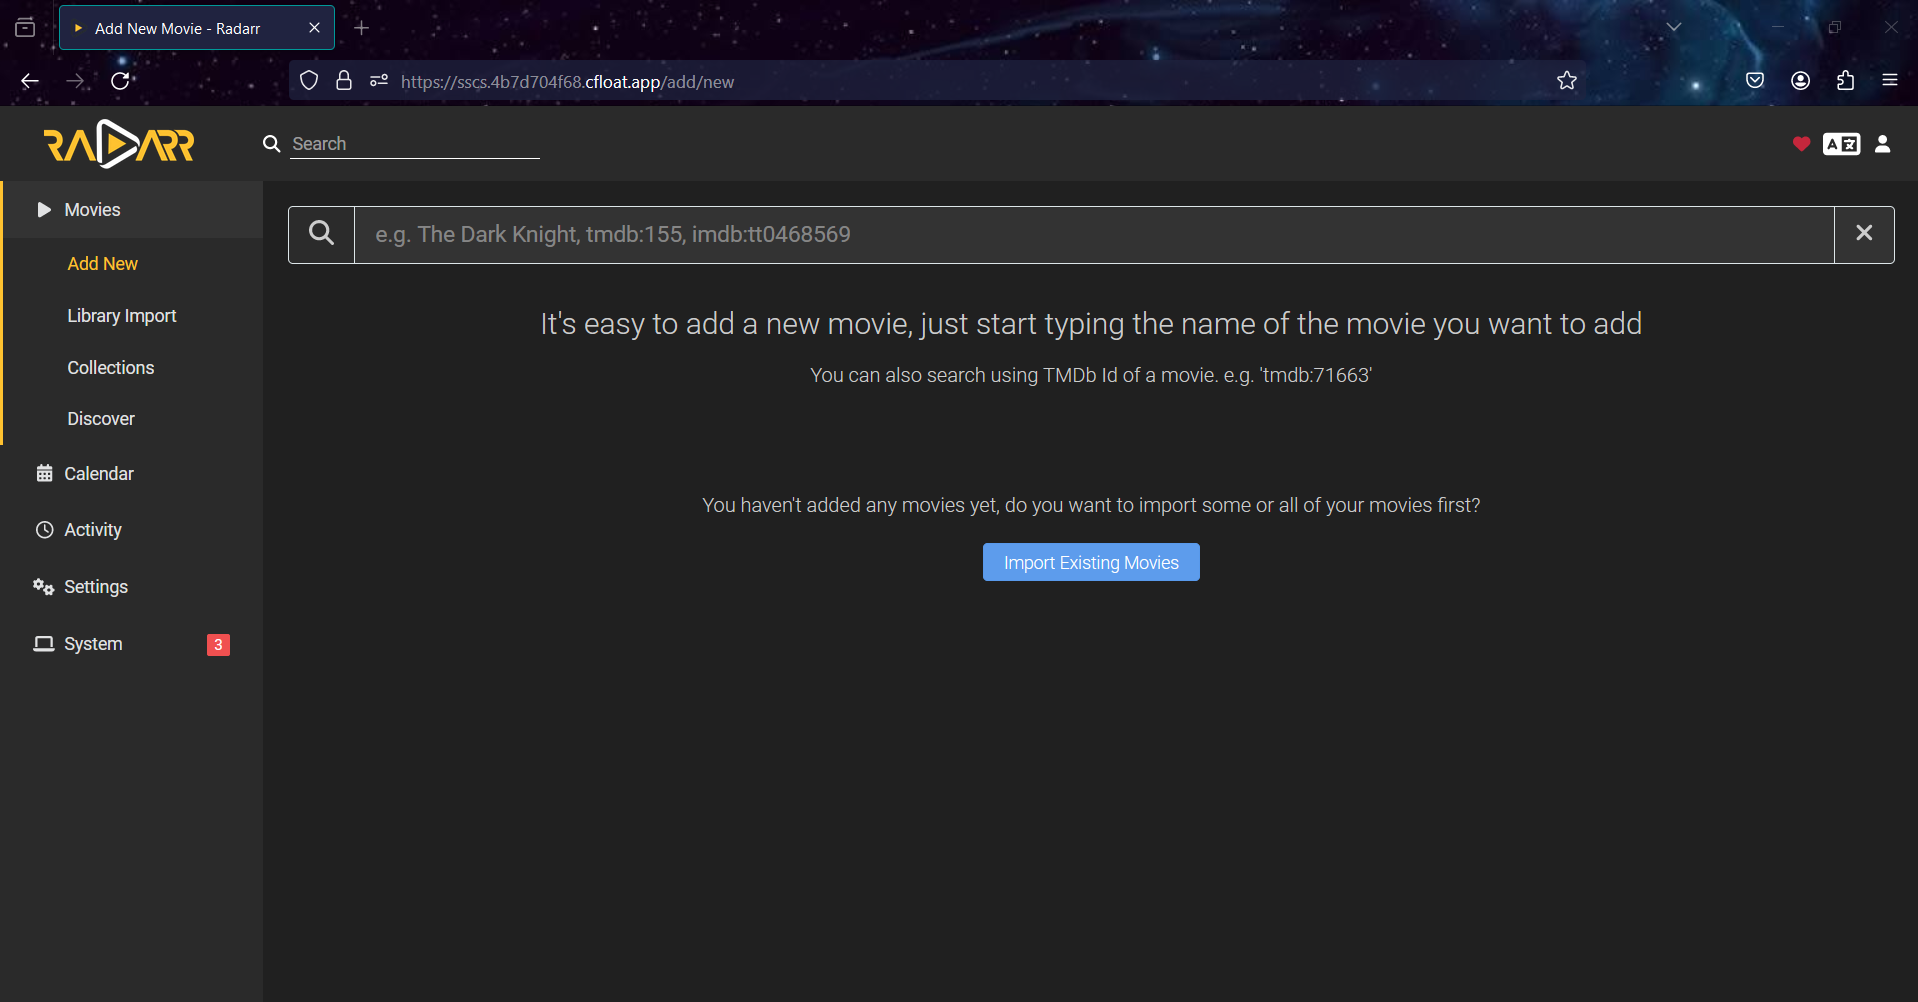 Add New Movie - Radarr
https://sscs.4b7d704f68.cfloat.app/add/new
RADARR
Search
Movies
Add New
Library Import
Collections
Discover
Calendar
Activity
Settings
System
3
e.g. The Dark Knight, tmdb:155, imdb:tt0468569
It's easy to add a new movie, just start typing the name of the movie you want to add
You can also search using TMDb Id of a movie. e.g. 'tmdb:71663'
You haven't added any movies yet, do you want to import some or all of your movies first?
Import Existing Movies